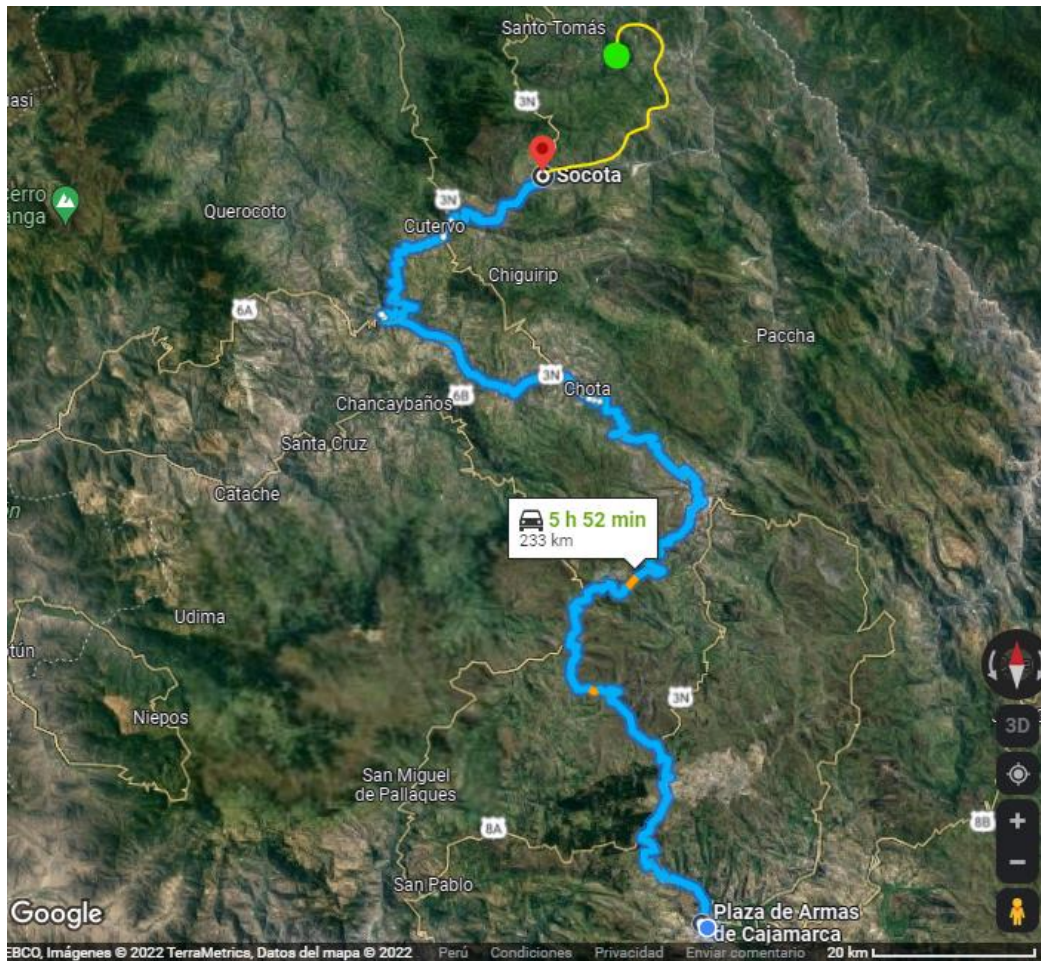 Santo Tomás
uasi
3N
Socota
Cerro
anga
3N
Querocoto
Cutervo
Chiguirip
6A
Paccha
3N
Chota
Chancaybaños
6B
Santa Cruz
Catache
5 h 52 min
233 km
Udima
tún
3N
Niepos
3D
San Miguel
de Pallaques
8A
8B
+
−
San Pablo
Google
Plaza de Armas
de Cajamarca
EBCO, Imágenes © 2022 TerraMetrics, Datos del mapa © 2022 Perú Condiciones Privacidad Enviar comentario 20 km